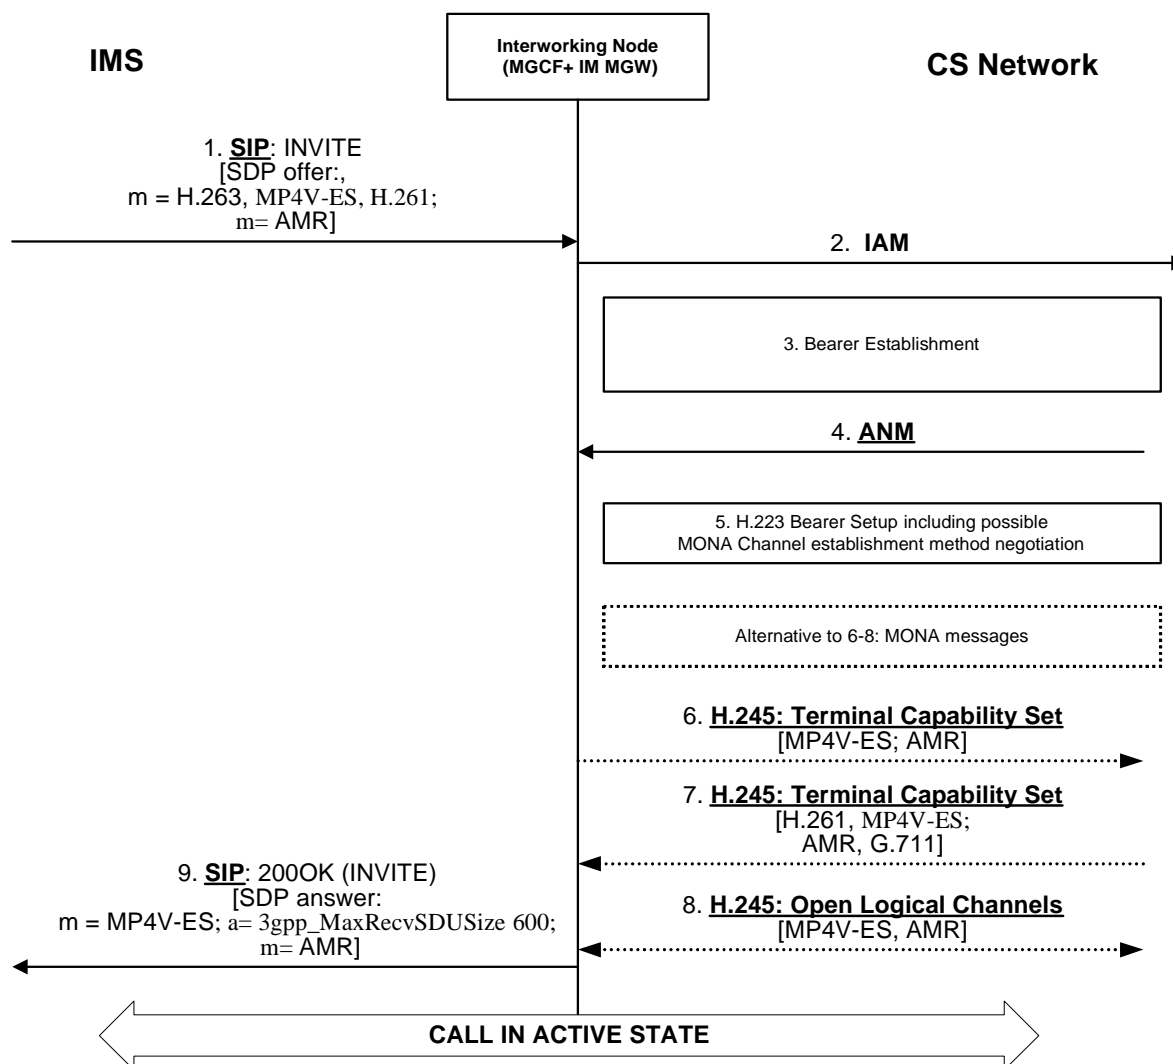 IMS
Interworking Node
(MGCF+ IM MGW)
CS Network
1. SIP: INVITE
[SDP offer:,
m = H.263, MP4V-ES, H.261;
m= AMR]
2. IAM
3. Bearer Establishment
4. ANM
5. H.223 Bearer Setup including possible
MONA Channel establishment method negotiation
Alternative to 6-8: MONA messages
6. H.245: Terminal Capability Set
[MP4V-ES; AMR]
7. H.245: Terminal Capability Set
[H.261, MP4V-ES;
AMR, G.711]
9. SIP: 200OK (INVITE)
[SDP answer:
m = MP4V-ES; a= 3gpp_MaxRecvSDUSize 600;
m= AMR]
8. H.245: Open Logical Channels
[MP4V-ES, AMR]
CALL IN ACTIVE STATE